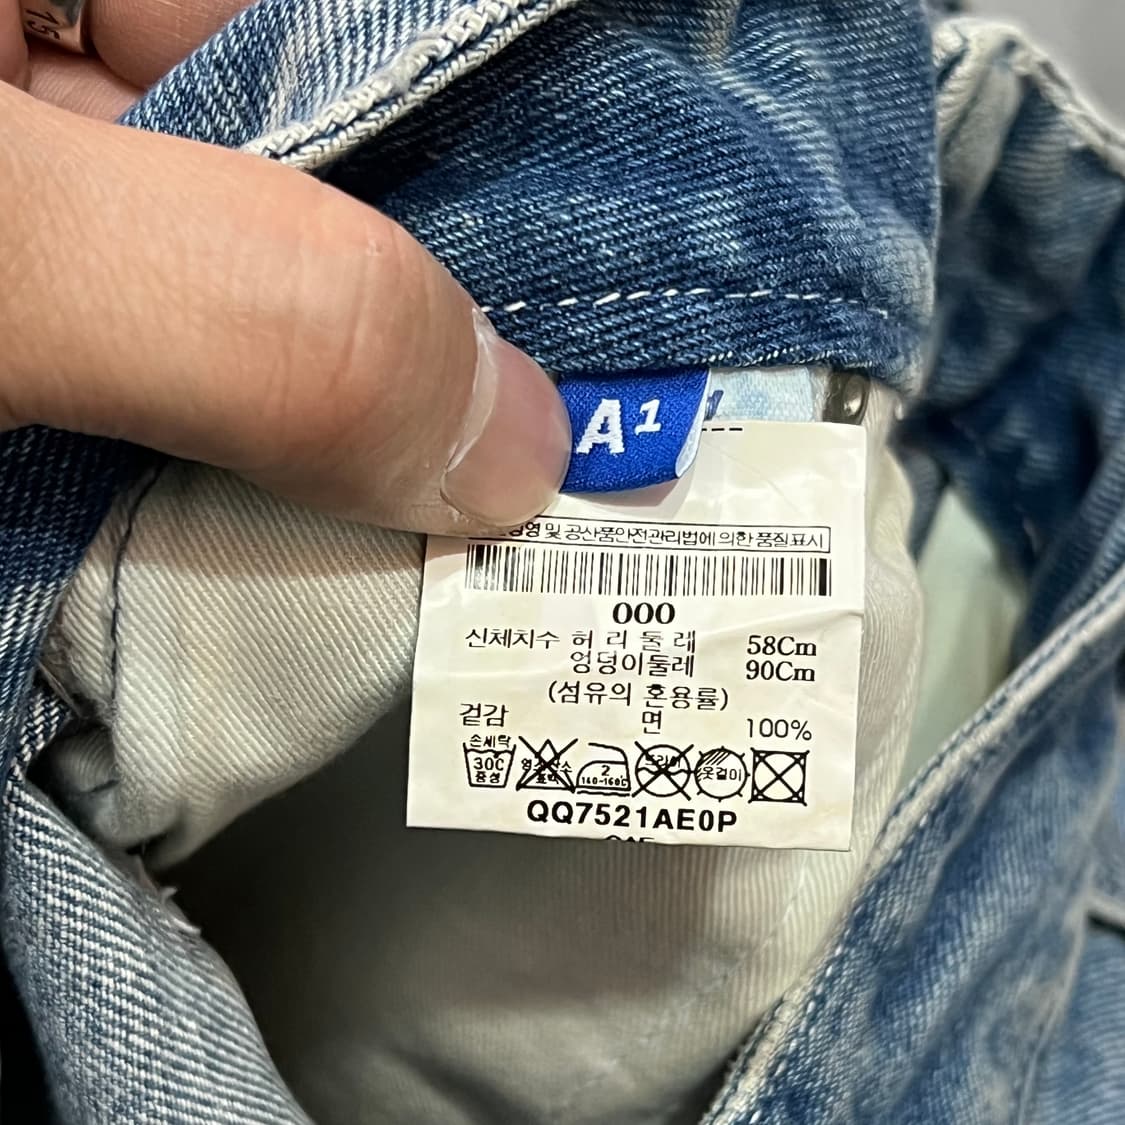 A¹
및 공산품안전관리법에 의한 품질표시
000
신체치수 허 리 둘 레 58Cm
엉덩이둘레 90Cm
(섬유의 혼용률)
겉감 면 100%
손세탁
30C
중성
2
140-160℃
드라이
옷걸이
QQ7521AE0P